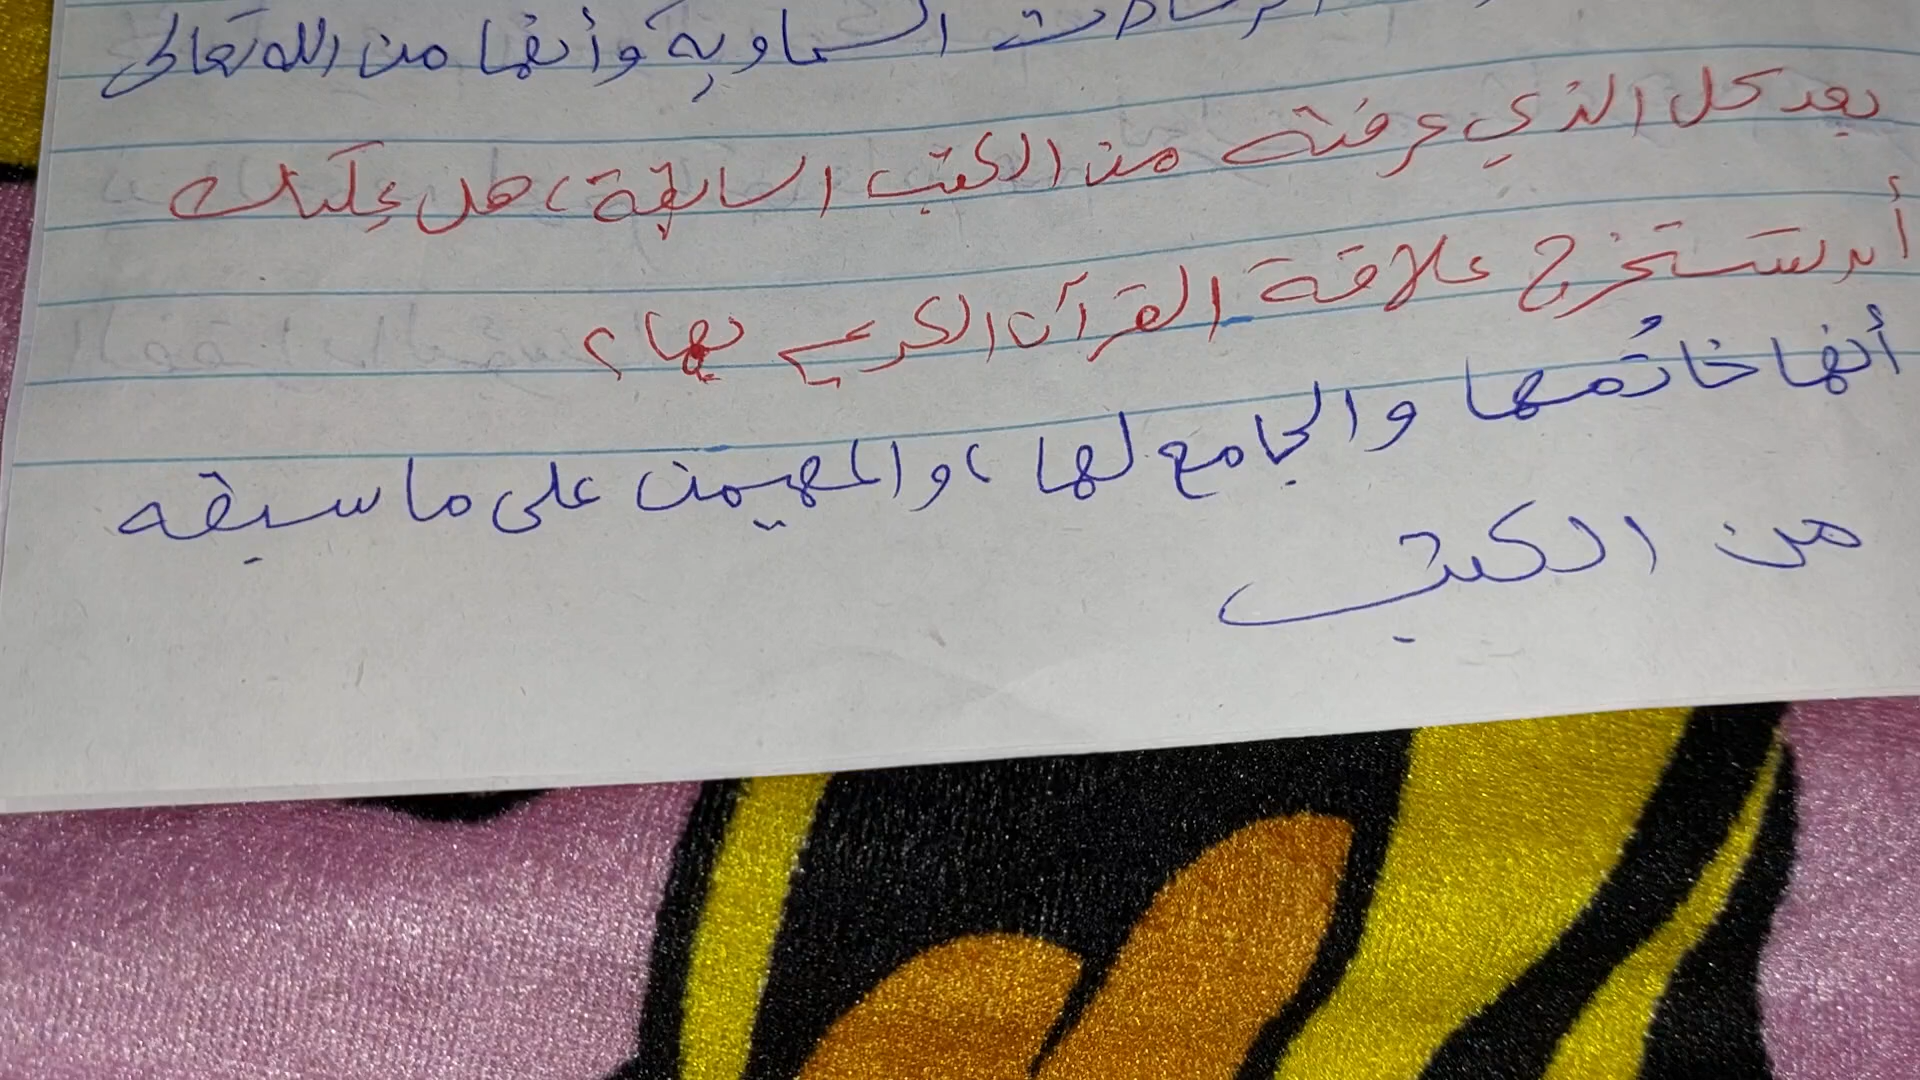 السماوية وأنها من الله تعالى
بعد كل الذي عرفته من الكتب السابقة، هل يمكنك
أن تستخرج علاقة القرآن الكريم بها؟
أنها خاتمها والجامع لها، والمهيمن على ما سبقه
من الكتب